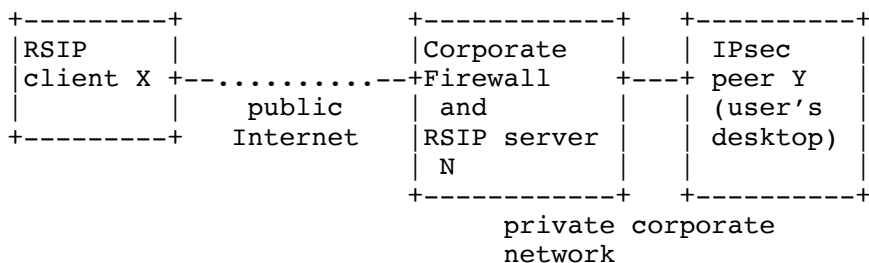 +---------+                +------------+   +----------+
|RSIP     |                |Corporate   |   | IPsec    |
|client X +--..........--+Firewall    +---+ peer Y   |
|         |    public      | and        |   | (user's  |
+---------+   Internet     |RSIP server |   | desktop) |
                           | N          |   |          |
                           +------------+   +----------+
                                 private corporate
                                 network